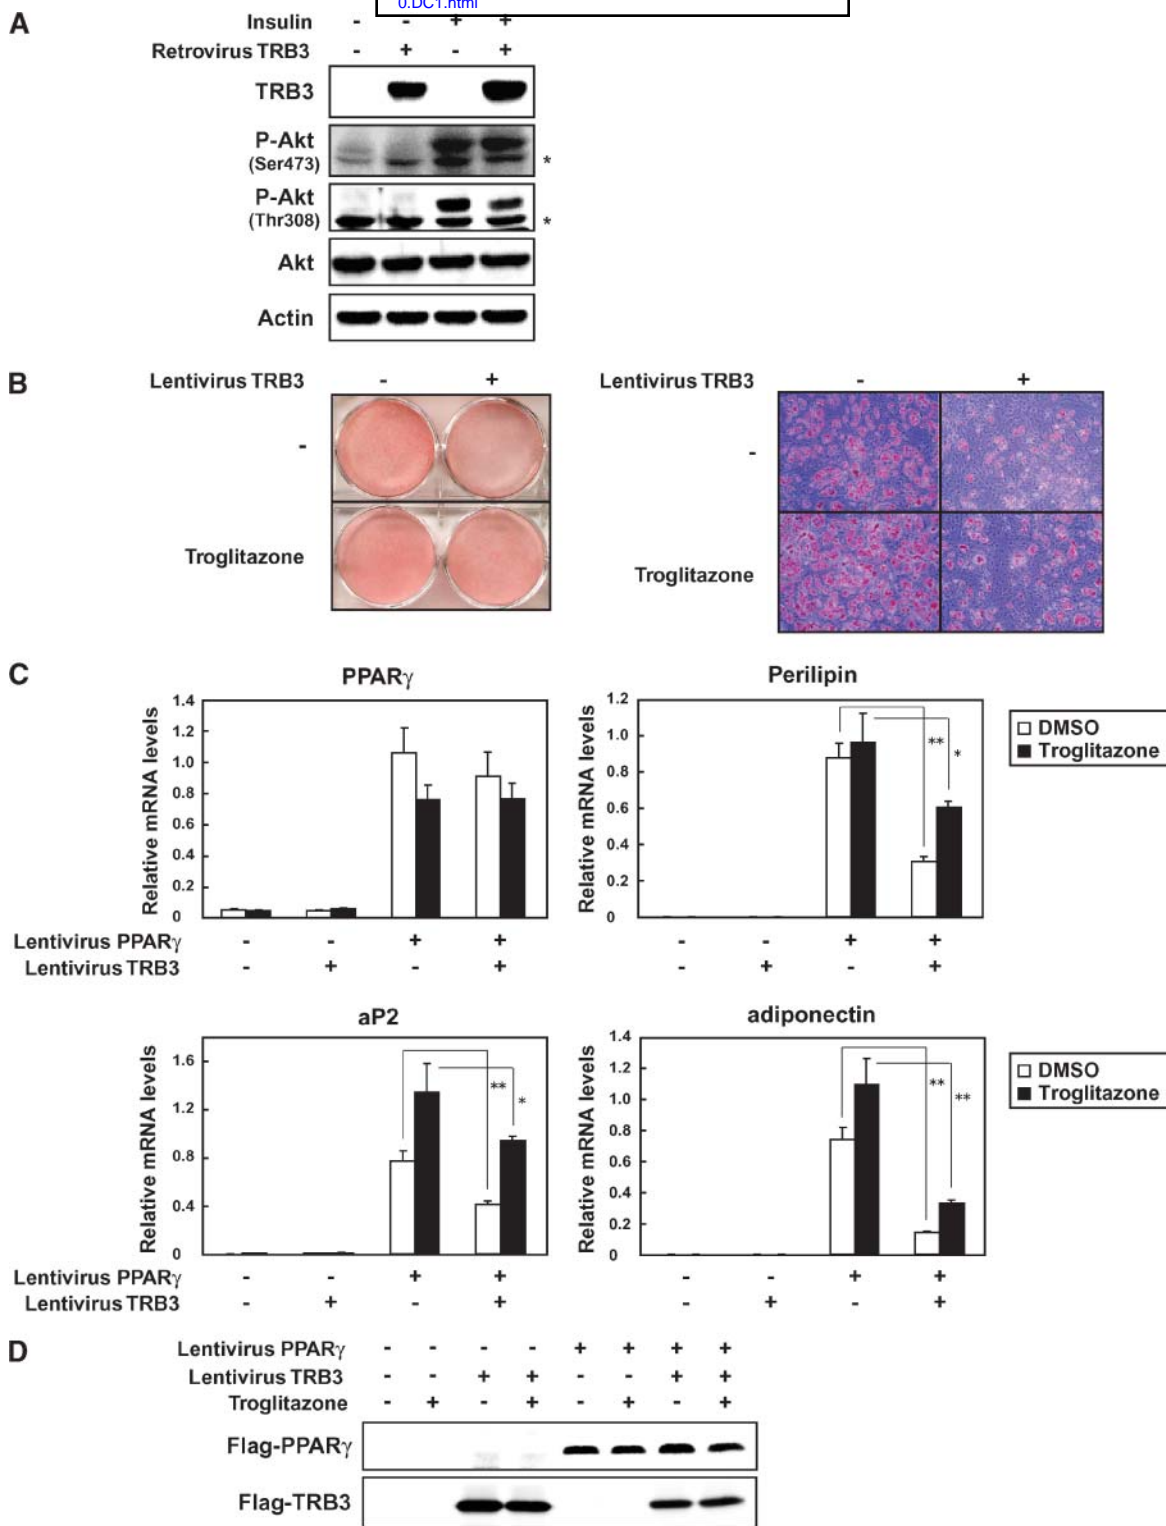 0.DC1.html
A
Insulin - - + +
Retrovirus TRB3 - + - +
TRB3
P-Akt
(Ser473) *
P-Akt
(Thr308) *
Akt
Actin
B
Lentivirus TRB3 - +
-
Troglitazone
Lentivirus TRB3 - +
-
Troglitazone
C
PPARγ
Relative mRNA levels
1.4
1.2
1.0
0.8
0.6
0.4
0.2
0
Perilipin
Relative mRNA levels
1.2
1.0
0.8
0.6
0.4
0.2
0
** *
DMSO
Troglitazone
Lentivirus PPARγ - - + +
Lentivirus TRB3 - + - +
- - + +
- + - +
aP2
Relative mRNA levels
1.6
1.2
0.8
0.4
0
** *
adiponectin
Relative mRNA levels
1.4
1.2
1.0
0.8
0.6
0.4
0.2
0
** **
DMSO
Troglitazone
Lentivirus PPARγ - - + +
Lentivirus TRB3 - + - +
- - + +
- + - +
D
Lentivirus PPARγ - - - - + + + +
Lentivirus TRB3 - - + + - - + +
Troglitazone - + - + - + - +
Flag-PPARγ
Flag-TRB3